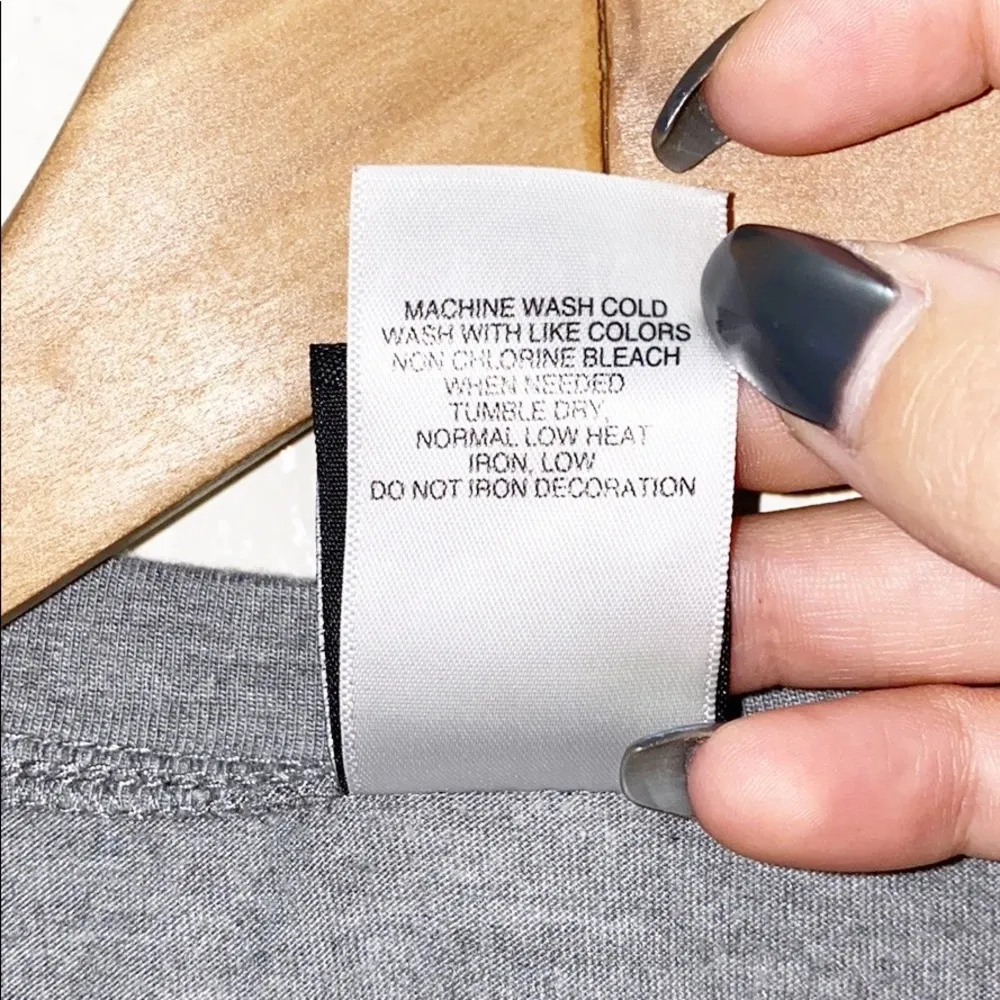 MACHINE WASH COLD
WASH WITH LIKE COLORS
NON CHLORINE BLEACH
WHEN NEEDED
TUMBLE DRY,
NORMAL LOW HEAT
IRON, LOW
DO NOT IRON DECORATION